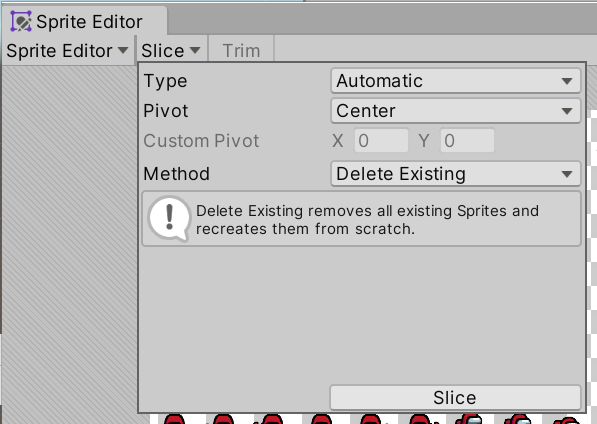 Sprite Editor
Sprite Editor Slice Trim
Type Automatic
Pivot Center
Custom Pivot X 0 Y 0
Method Delete Existing
Delete Existing removes all existing Sprites and
recreates them from scratch.
Slice